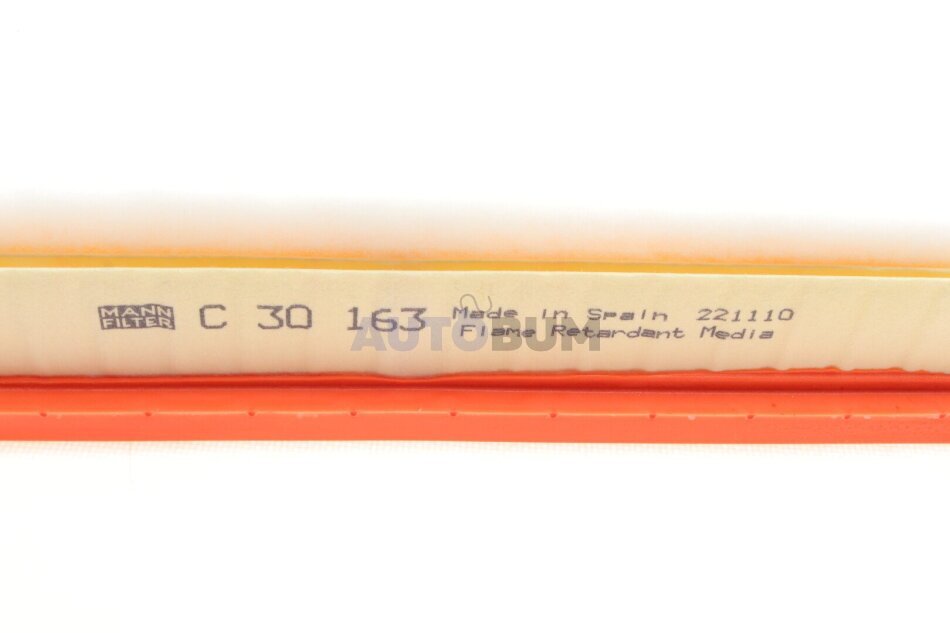 MANN
FILTER
C 30 163
Made in Spain 221110
Flame Retardant Media
AUTOBUM